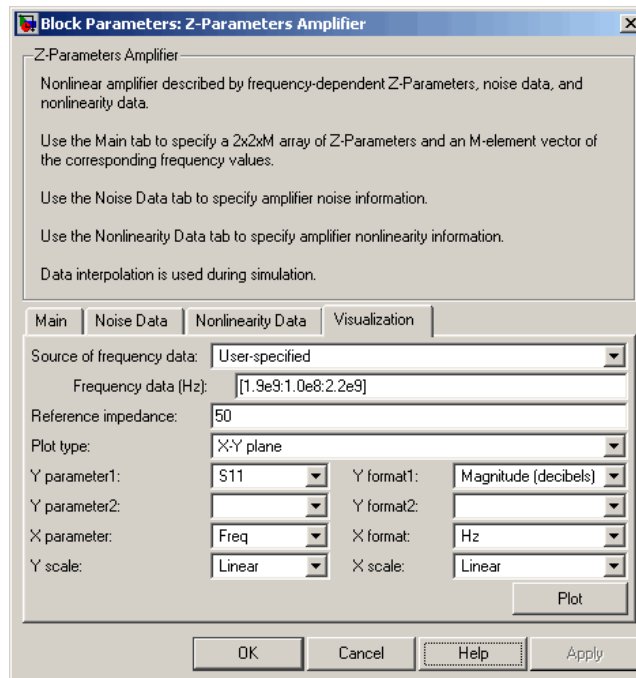 Block Parameters: Z-Parameters Amplifier
Z-Parameters Amplifier
Nonlinear amplifier described by frequency-dependent Z-Parameters, noise data, and
nonlinearity data.
Use the Main tab to specify a 2x2xM array of Z-Parameters and an M-element vector of
the corresponding frequency values.
Use the Noise Data tab to specify amplifier noise information.
Use the Nonlinearity Data tab to specify amplifier nonlinearity information.
Data interpolation is used during simulation.
Main Noise Data Nonlinearity Data Visualization
Source of frequency data: User-specified
Frequency data (Hz): [1.9e9:1.0e8:2.2e9]
Reference impedance: 50
Plot type: X-Y plane
Y parameter1: S11 Y format1: Magnitude (decibels)
Y parameter2: Y format2:
X parameter: Freq X format: Hz
Y scale: Linear X scale: Linear
Plot
OK Cancel Help Apply